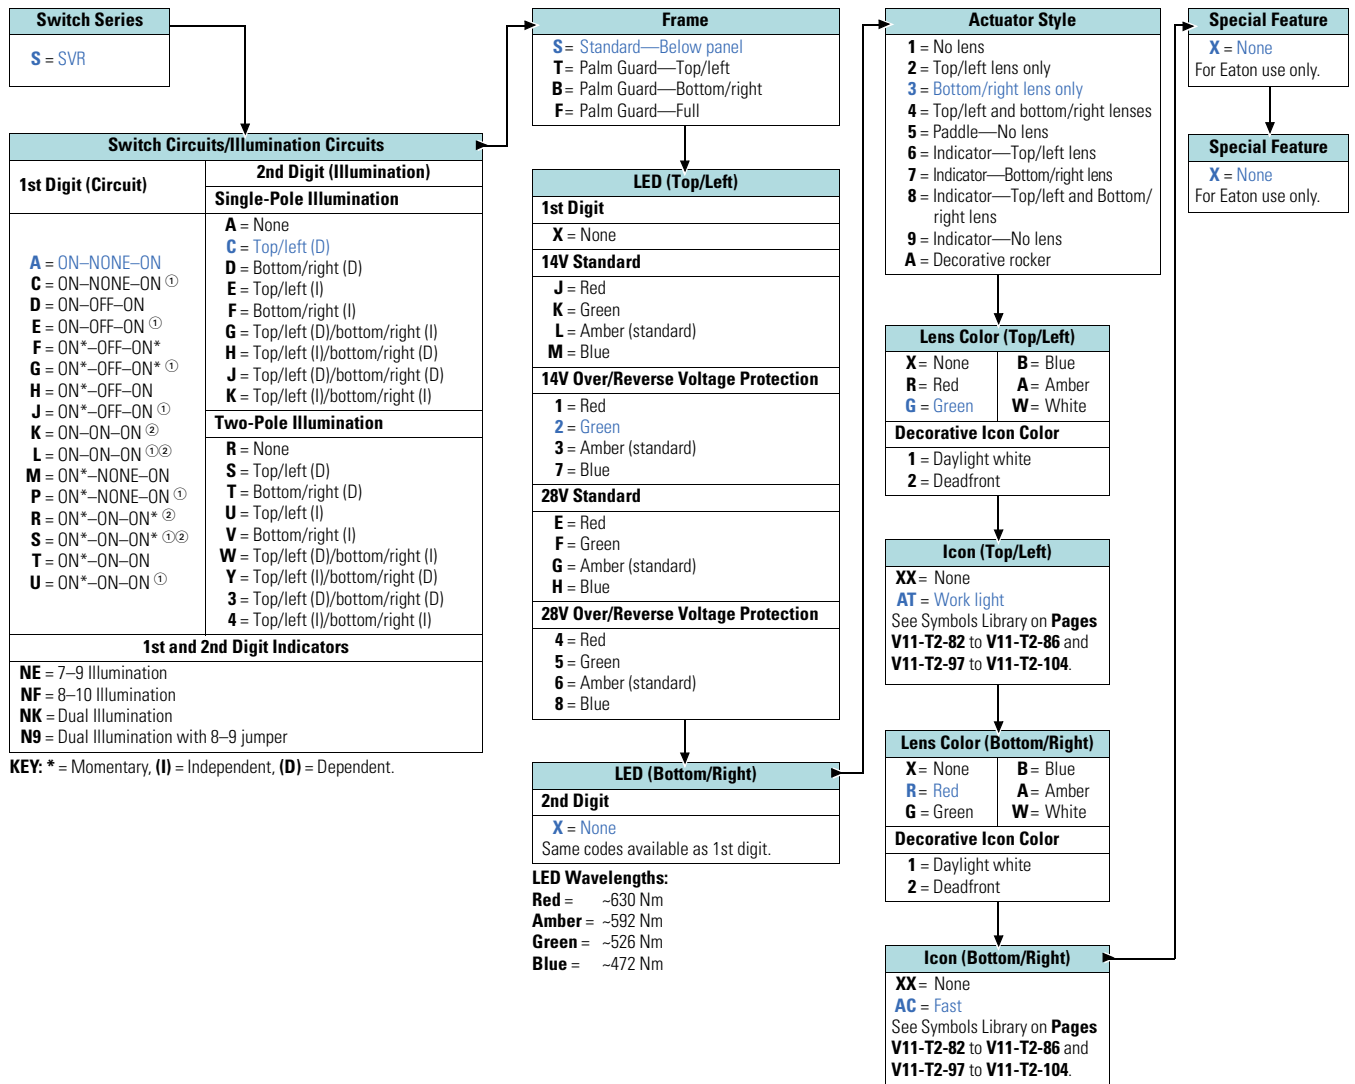 Switch Series
S = SVR
Switch Circuits/Illumination Circuits
1st Digit (Circuit)
A = ON–NONE–ON
C = ON–NONE–ON ①
D = ON–OFF–ON
E = ON–OFF–ON ①
F = ON*–OFF–ON*
G = ON*–OFF–ON* ①
H = ON*–OFF–ON
J = ON*–OFF–ON ①
K = ON–ON–ON ②
L = ON–ON–ON ①②
M = ON*–NONE–ON
P = ON*–NONE–ON ①
R = ON*–ON–ON* ②
S = ON*–ON–ON* ①②
T = ON*–ON–ON
U = ON*–ON–ON ①
2nd Digit (Illumination)
Single-Pole Illumination
A = None
C = Top/left (D)
D = Bottom/right (D)
E = Top/left (I)
F = Bottom/right (I)
G = Top/left (D)/bottom/right (I)
H = Top/left (I)/bottom/right (D)
J = Top/left (D)/bottom/right (D)
K = Top/left (I)/bottom/right (I)
Two-Pole Illumination
R = None
S = Top/left (D)
T = Bottom/right (D)
U = Top/left (I)
V = Bottom/right (I)
W = Top/left (D)/bottom/right (I)
Y = Top/left (I)/bottom/right (D)
3 = Top/left (D)/bottom/right (D)
4 = Top/left (I)/bottom/right (I)
1st and 2nd Digit Indicators
NE = 7–9 Illumination
NF = 8–10 Illumination
NK = Dual Illumination
N9 = Dual Illumination with 8–9 jumper
KEY: * = Momentary, (I) = Independent, (D) = Dependent.
Frame
S = Standard—Below panel
T = Palm Guard—Top/left
B = Palm Guard—Bottom/right
F = Palm Guard—Full
LED (Top/Left)
1st Digit
X = None
14V Standard
J = Red
K = Green
L = Amber (standard)
M = Blue
14V Over/Reverse Voltage Protection
1 = Red
2 = Green
3 = Amber (standard)
7 = Blue
28V Standard
E = Red
F = Green
G = Amber (standard)
H = Blue
28V Over/Reverse Voltage Protection
4 = Red
5 = Green
6 = Amber (standard)
8 = Blue
LED (Bottom/Right)
2nd Digit
X = None
Same codes available as 1st digit.
LED Wavelengths:
Red = ~630 Nm
Amber = ~592 Nm
Green = ~526 Nm
Blue = ~472 Nm
Actuator Style
1 = No lens
2 = Top/left lens only
3 = Bottom/right lens only
4 = Top/left and bottom/right lenses
5 = Paddle—No lens
6 = Indicator—Top/left lens
7 = Indicator—Bottom/right lens
8 = Indicator—Top/left and Bottom/
right lens
9 = Indicator—No lens
A = Decorative rocker
Lens Color (Top/Left)
X = None B = Blue
R = Red A = Amber
G = Green W = White
Decorative Icon Color
1 = Daylight white
2 = Deadfront
Icon (Top/Left)
XX = None
AT = Work light
See Symbols Library on Pages
V11-T2-82 to V11-T2-86 and
V11-T2-97 to V11-T2-104.
Lens Color (Bottom/Right)
X = None B = Blue
R = Red A = Amber
G = Green W = White
Decorative Icon Color
1 = Daylight white
2 = Deadfront
Icon (Bottom/Right)
XX = None
AC = Fast
See Symbols Library on Pages
V11-T2-82 to V11-T2-86 and
V11-T2-97 to V11-T2-104.
Special Feature
X = None
For Eaton use only.
Special Feature
X = None
For Eaton use only.